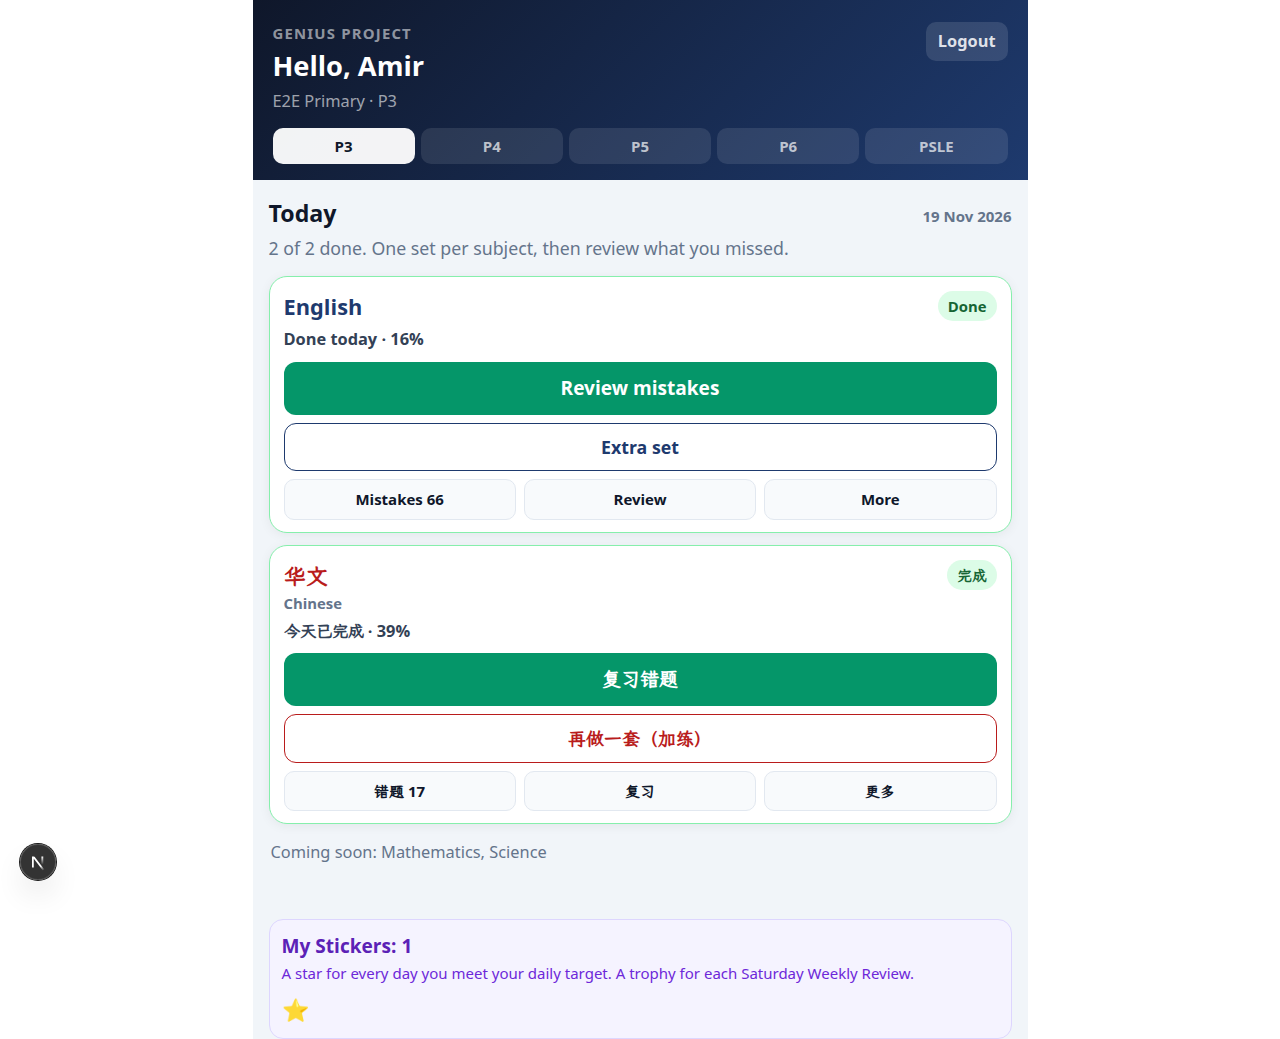 GENIUS PROJECT
Hello, Amir
E2E Primary · P3
Logout
P3
P4
P5
P6
PSLE
Today
19 Nov 2026
2 of 2 done. One set per subject, then review what you missed.
English
Done
Done today · 16%
Review mistakes
Extra set
Mistakes 66
Review
More
华文
完成
Chinese
今天已完成 · 39%
复习错题
再做一套（加练）
错题 17
复习
更多
Coming soon: Mathematics, Science
N
My Stickers: 1
A star for every day you meet your daily target. A trophy for each Saturday Weekly Review.